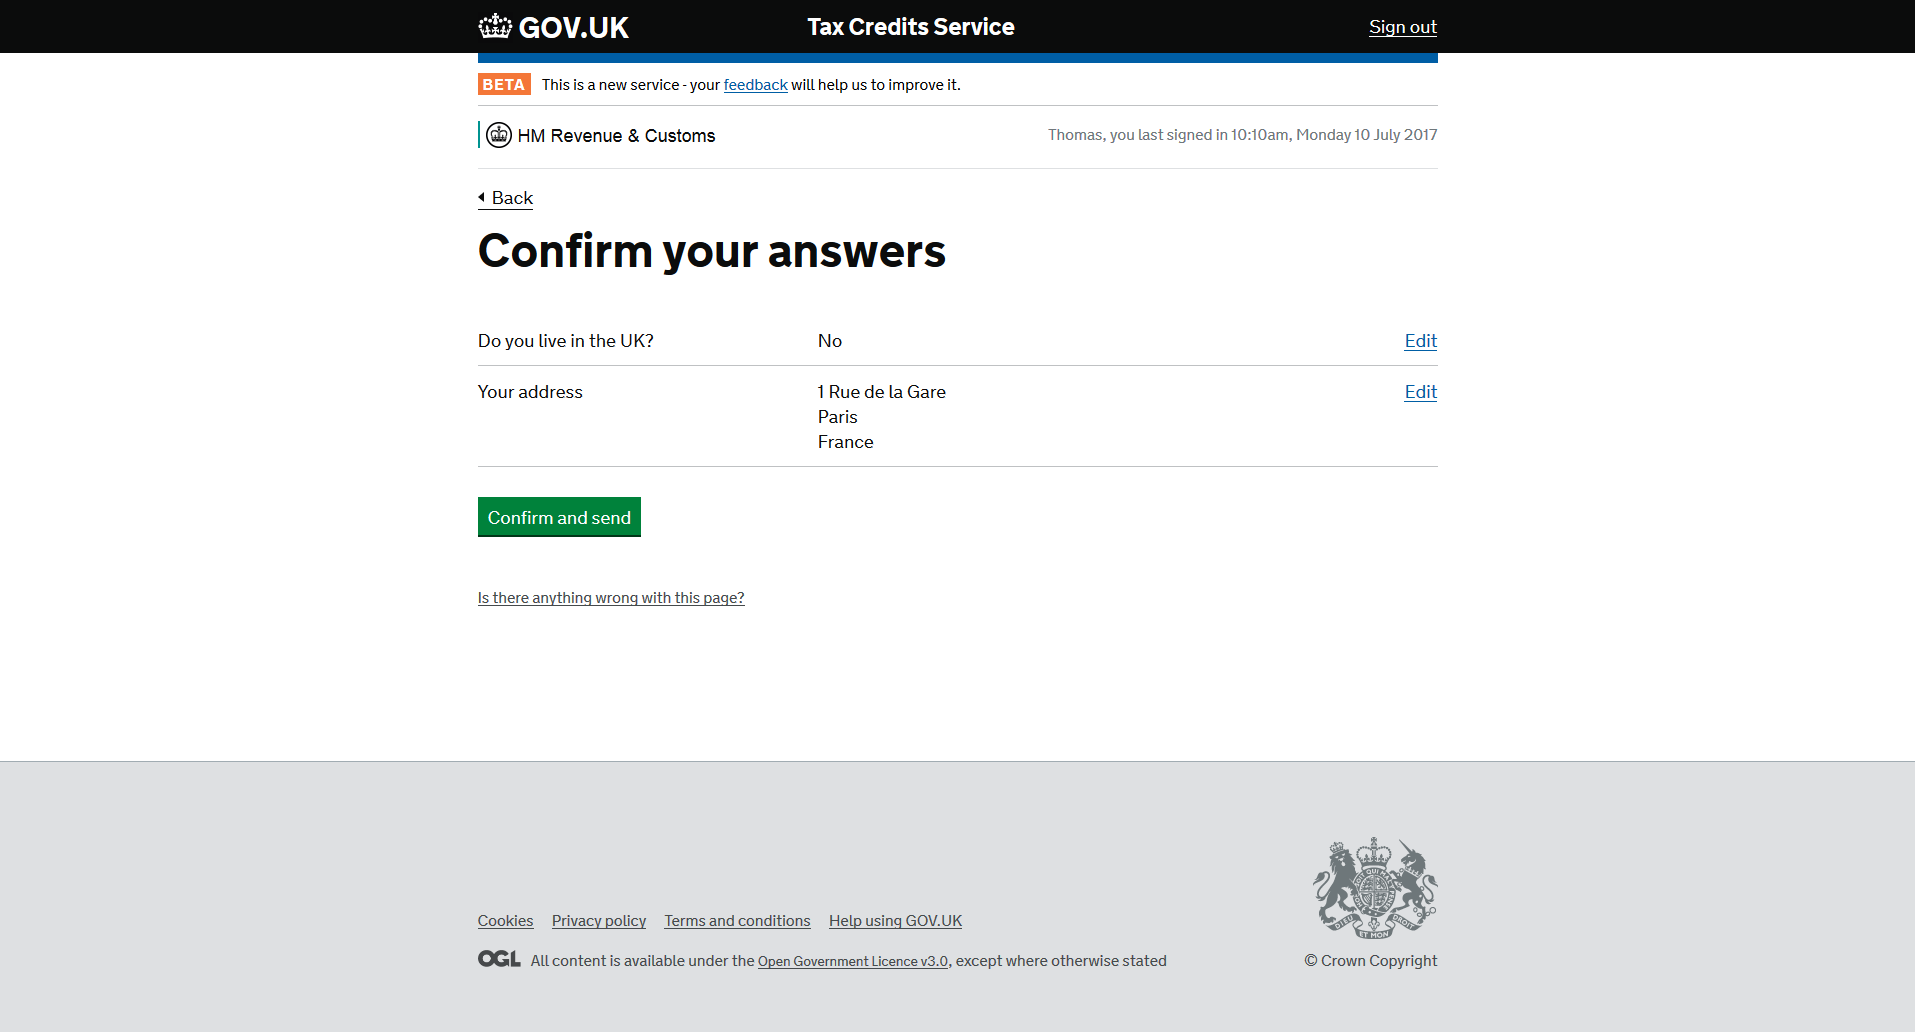 GOV.UK Tax Credits Service Sign out
BETA This is a new service - your feedback will help us to improve it.
HM Revenue & Customs Thomas, you last signed in 10:10am, Monday 10 July 2017
Back
Confirm your answers
Do you live in the UK? No Edit
Your address 1 Rue de la Gare Edit
Paris
France
Confirm and send
Is there anything wrong with this page?
Cookies Privacy policy Terms and conditions Help using GOV.UK
OGL All content is available under the Open Government Licence v3.0, except where otherwise stated
DIEU ET MON DROIT
© Crown Copyright